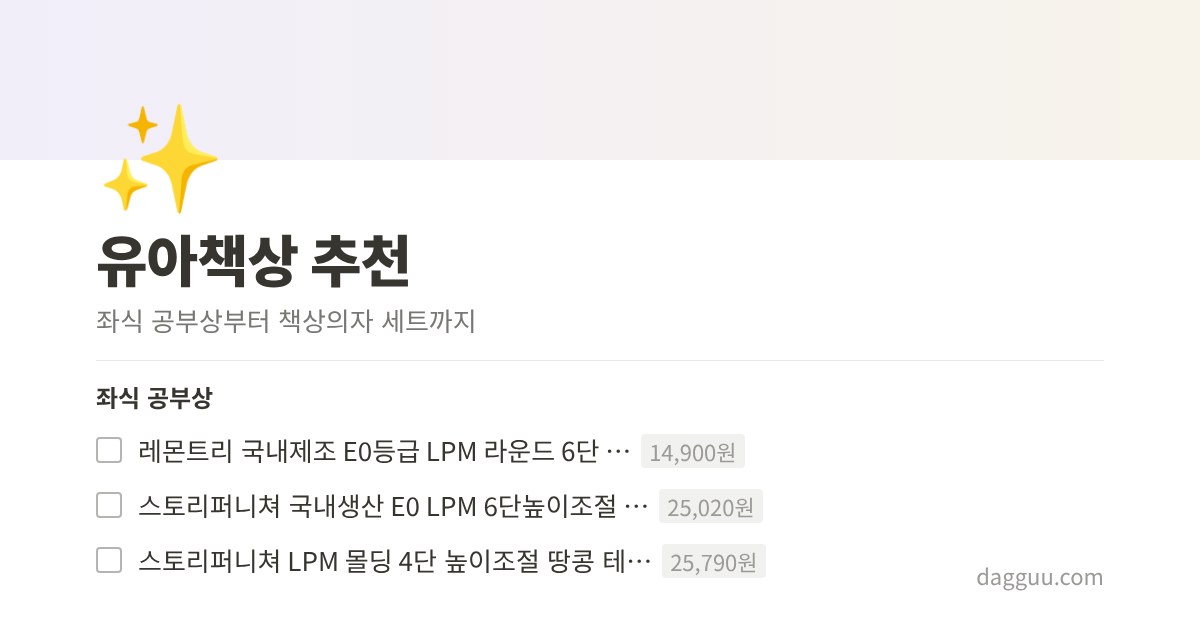 유아책상 추천
좌식 공부상부터 책상의자 세트까지
좌식 공부상
레몬트리 국내제조 E0등급 LPM 라운드 6단 ⋯ 14,900원
스토리퍼니쳐 국내생산 E0 LPM 6단높이조절 ⋯ 25,020원
스토리퍼니쳐 LPM 몰딩 4단 높이조절 땅콩 테⋯ 25,790원
dagguu.com